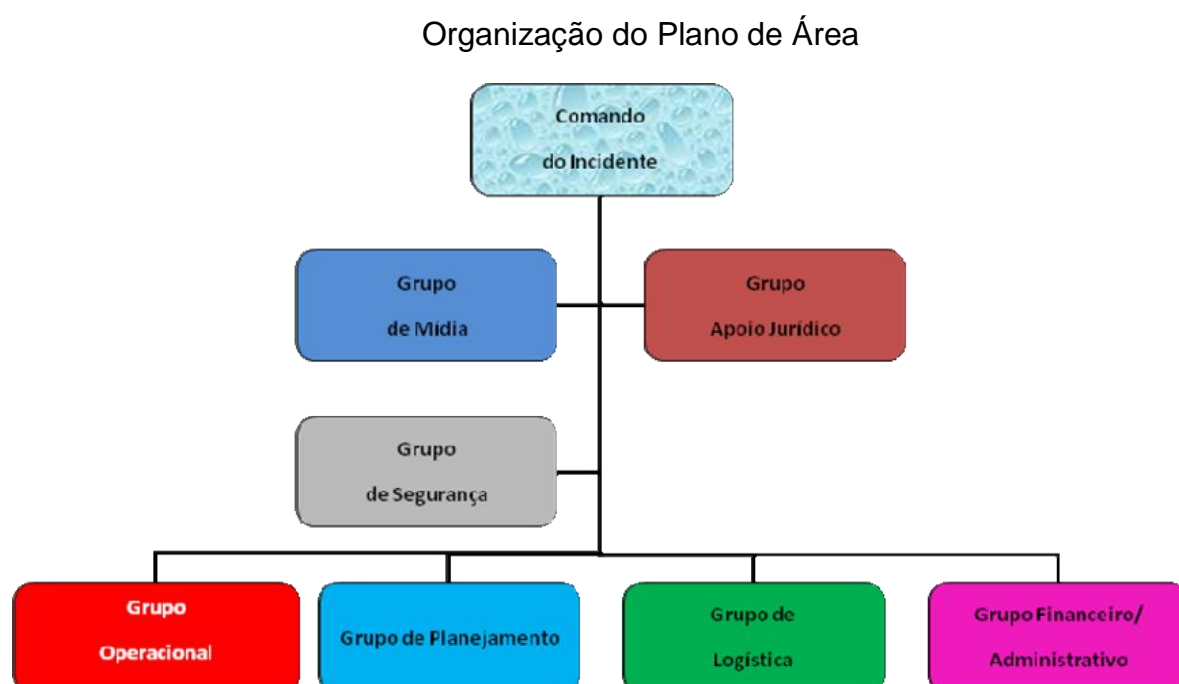 Organização do Plano de Área
Comando
do Incidente
Grupo
de Mídia
Grupo
Apoio Jurídico
Grupo
de Segurança
Grupo
Operacional
Grupo de Planejamento
Grupo de
Logística
Grupo Financeiro/
Administrativo